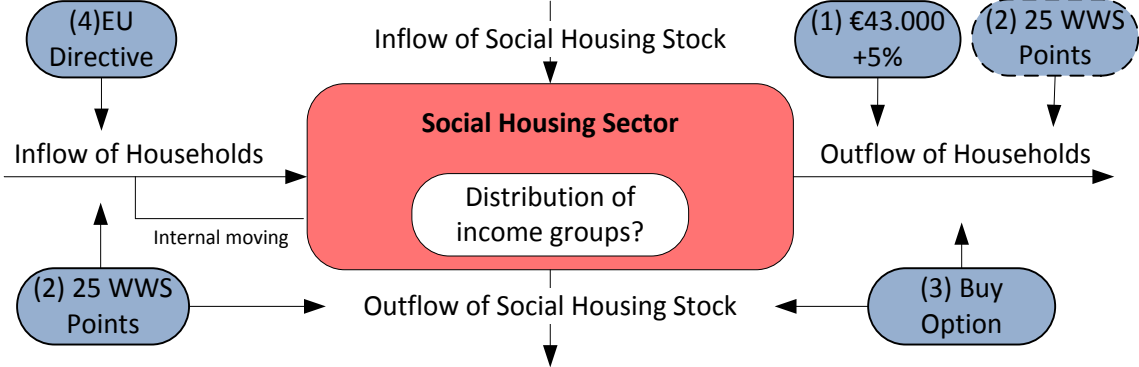 (4)EU
Directive
Inflow of Social Housing Stock
(1) €43.000
+5%
(2) 25 WWS
Points
Social Housing Sector
Inflow of Households
Outflow of Households
Distribution of
income groups?
Internal moving
(2) 25 WWS
Points
Outflow of Social Housing Stock
(3) Buy
Option